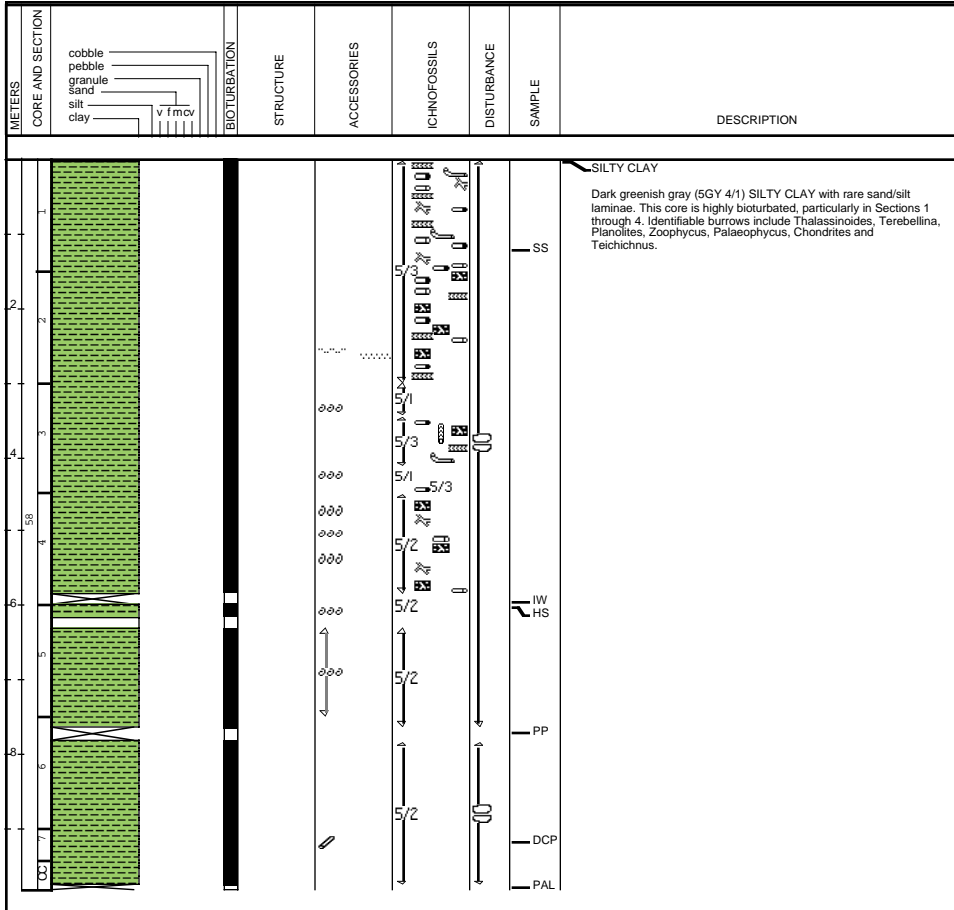 METERS
CORE AND SECTION
cobble
pebble
granule
sand
silt
v f m c v
clay
BIOTURBATION
STRUCTURE
ACCESSORIES
ICHNOFOSSILS
DISTURBANCE
SAMPLE
DESCRIPTION
SILTY CLAY
Dark greenish gray (5GY 4/1) SILTY CLAY with rare sand/silt
laminae. This core is highly bioturbated, particularly in Sections 1
through 4. Identifiable burrows include Thalassinoides, Terebellina,
Planolites, Zoophycus, Palaeophycus, Chondrites and
Teichichnus.
1
SS
5/3
2
2
5/1
3
5/3
4
5/1
5/3
58
4
5/2
IW
6
5/2
HS
5
5/2
PP
8
6
5/2
7
DCP
CC
PAL